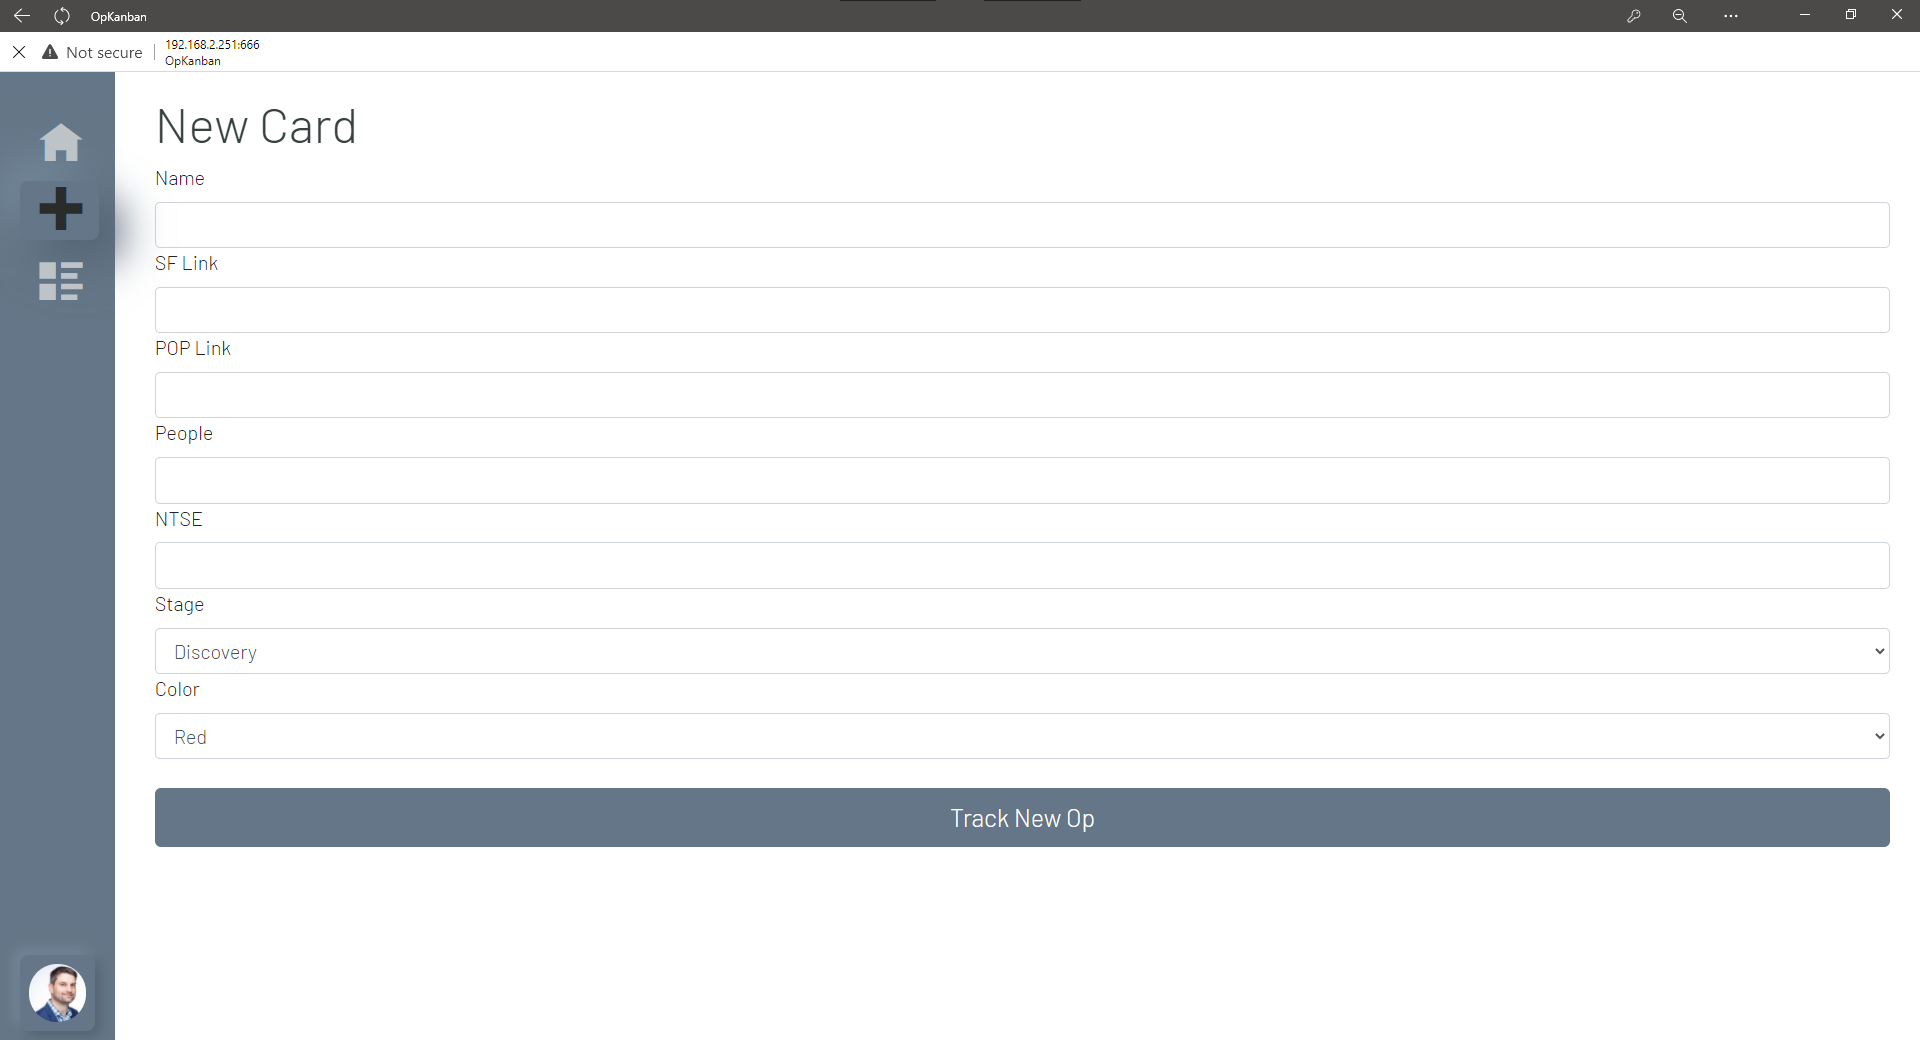 OpKanban
Not secure
192.168.2.251:666
OpKanban
New Card
Name
SF Link
POP Link
People
NTSE
Stage
Discovery
Color
Red
Track New Op